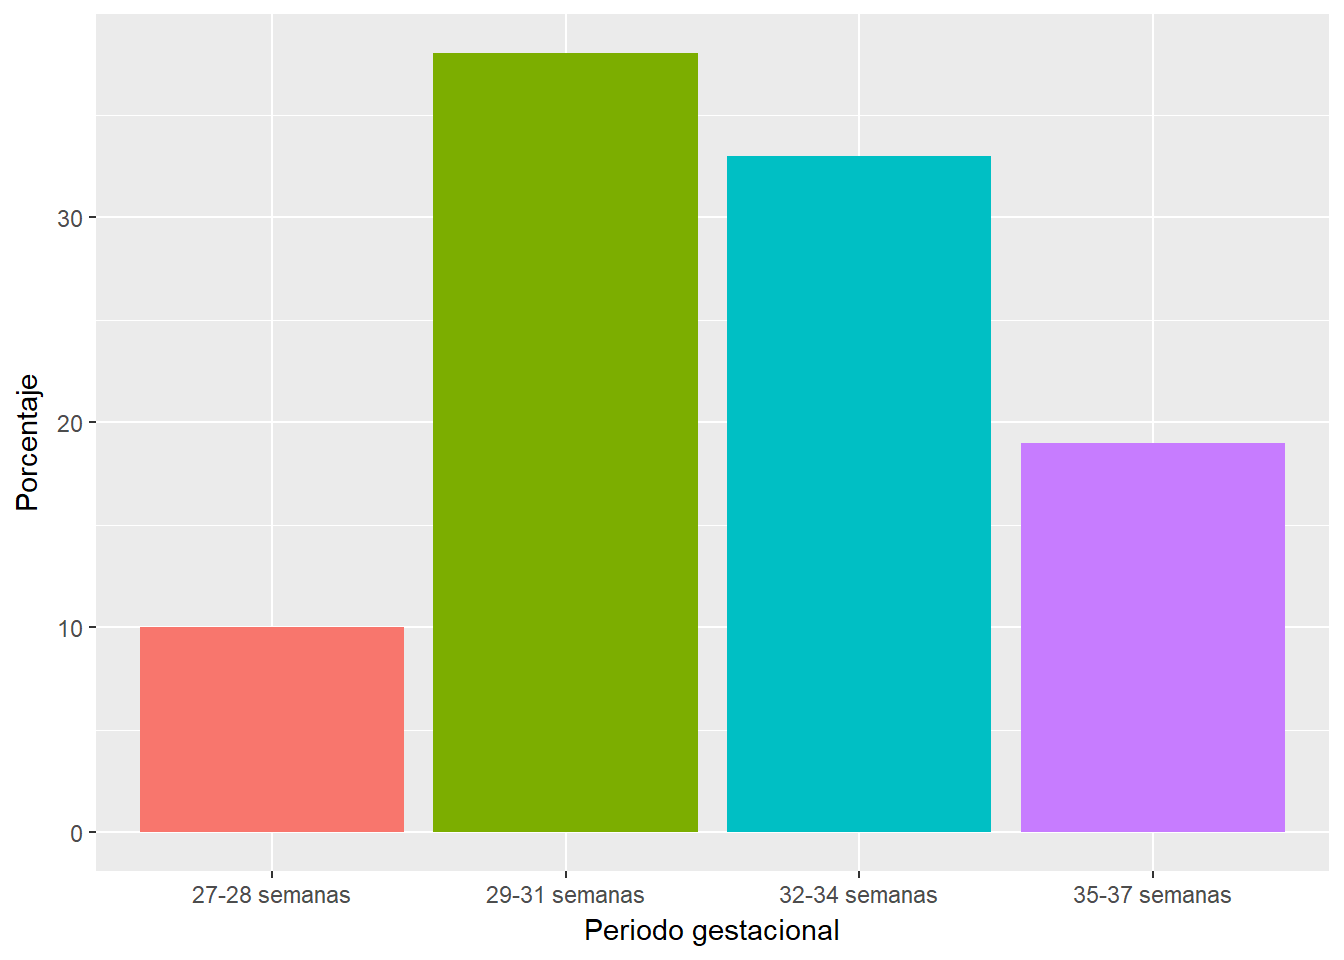 Porcentaje
30
20
10
0
27-28 semanas
29-31 semanas
32-34 semanas
35-37 semanas
Periodo gestacional